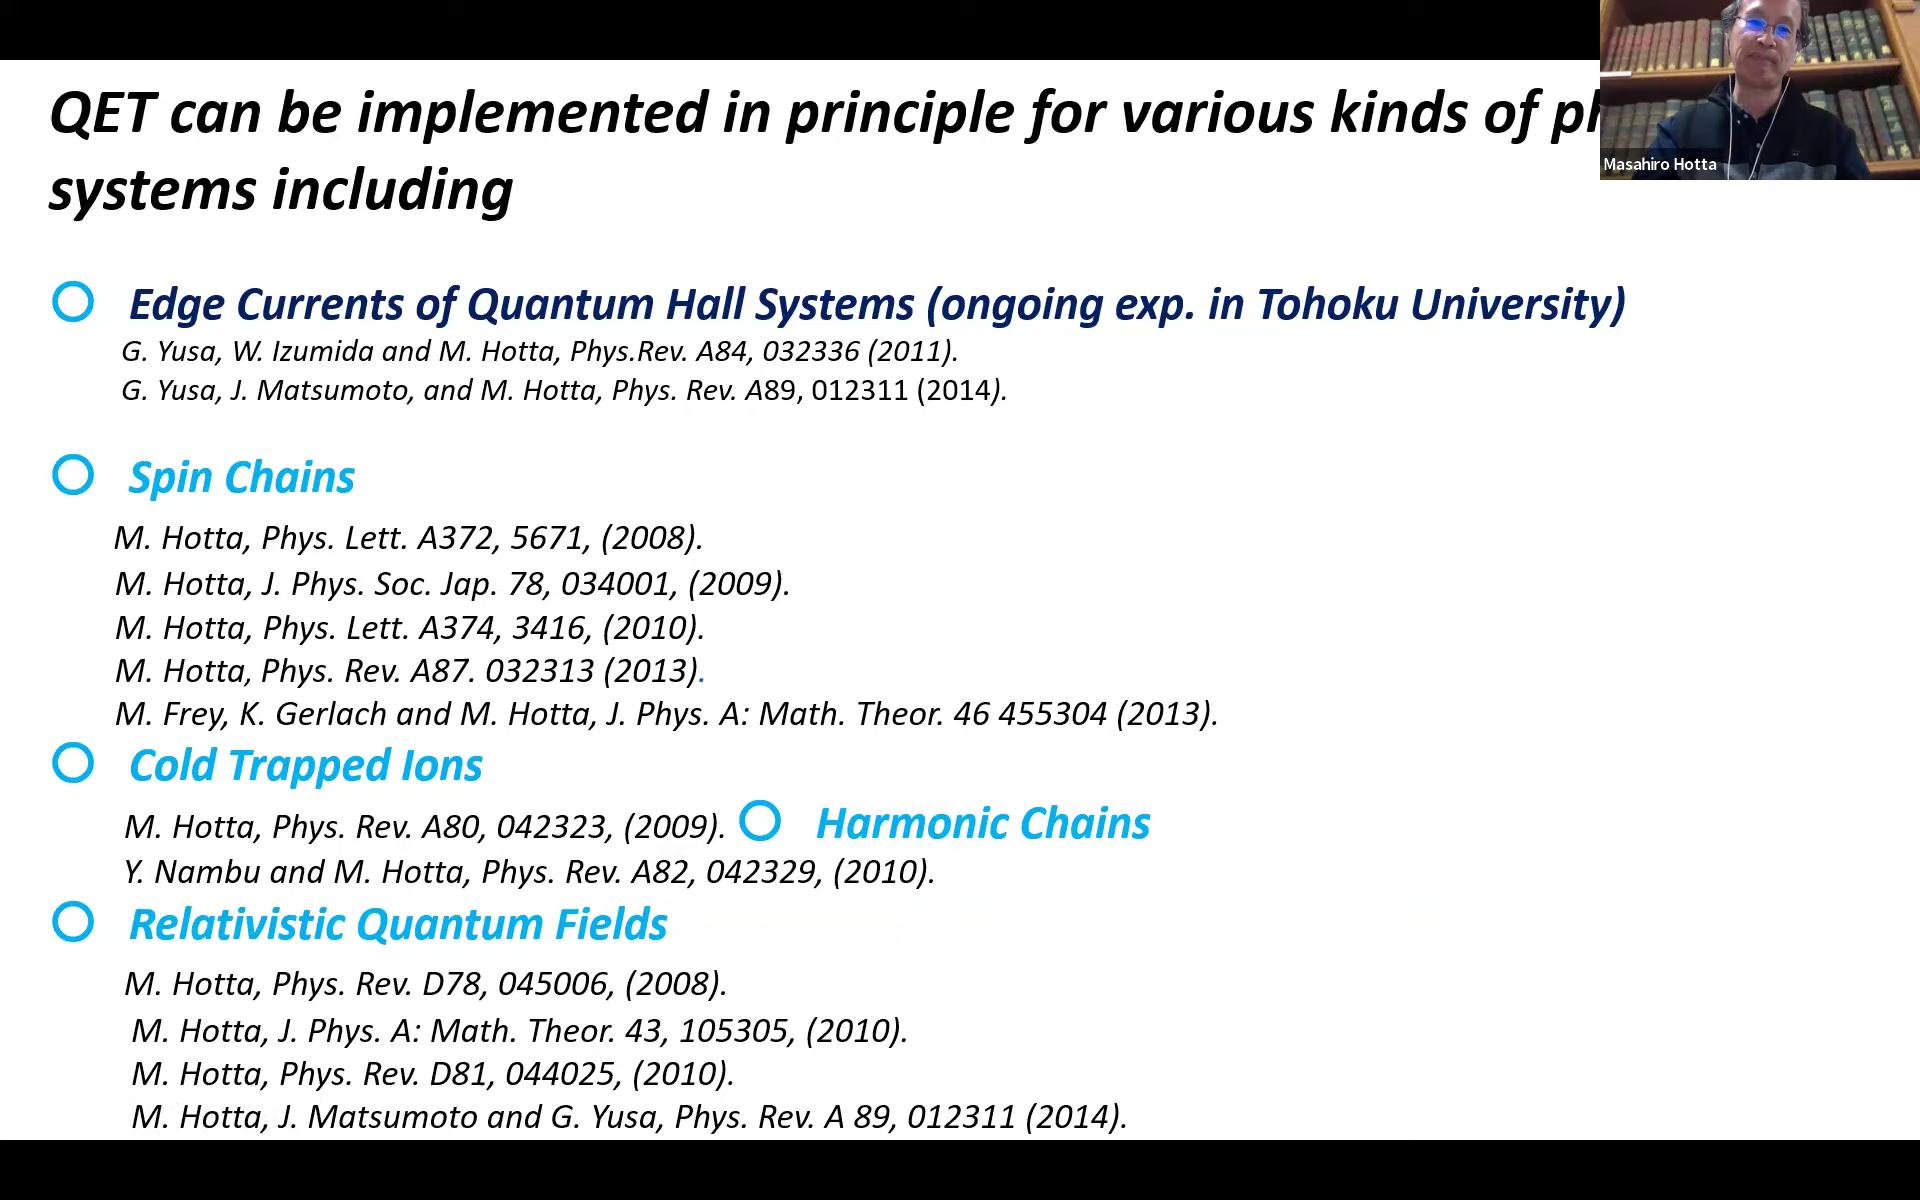 QET can be implemented in principle for various kinds of
systems including
Masahiro Hotta
Edge Currents of Quantum Hall Systems (ongoing exp. in Tohoku University)
G. Yusa, W. Izumida and M. Hotta, Phys.Rev. A84, 032336 (2011).
G. Yusa, J. Matsumoto, and M. Hotta, Phys. Rev. A89, 012311 (2014).
Spin Chains
M. Hotta, Phys. Lett. A372, 5671, (2008).
M. Hotta, J. Phys. Soc. Jap. 78, 034001, (2009).
M. Hotta, Phys. Lett. A374, 3416, (2010).
M. Hotta, Phys. Rev. A87. 032313 (2013).
M. Frey, K. Gerlach and M. Hotta, J. Phys. A: Math. Theor. 46 455304 (2013).
Cold Trapped Ions
M. Hotta, Phys. Rev. A80, 042323, (2009).
Harmonic Chains
Y. Nambu and M. Hotta, Phys. Rev. A82, 042329, (2010).
Relativistic Quantum Fields
M. Hotta, Phys. Rev. D78, 045006, (2008).
M. Hotta, J. Phys. A: Math. Theor. 43, 105305, (2010).
M. Hotta, Phys. Rev. D81, 044025, (2010).
M. Hotta, J. Matsumoto and G. Yusa, Phys. Rev. A 89, 012311 (2014).